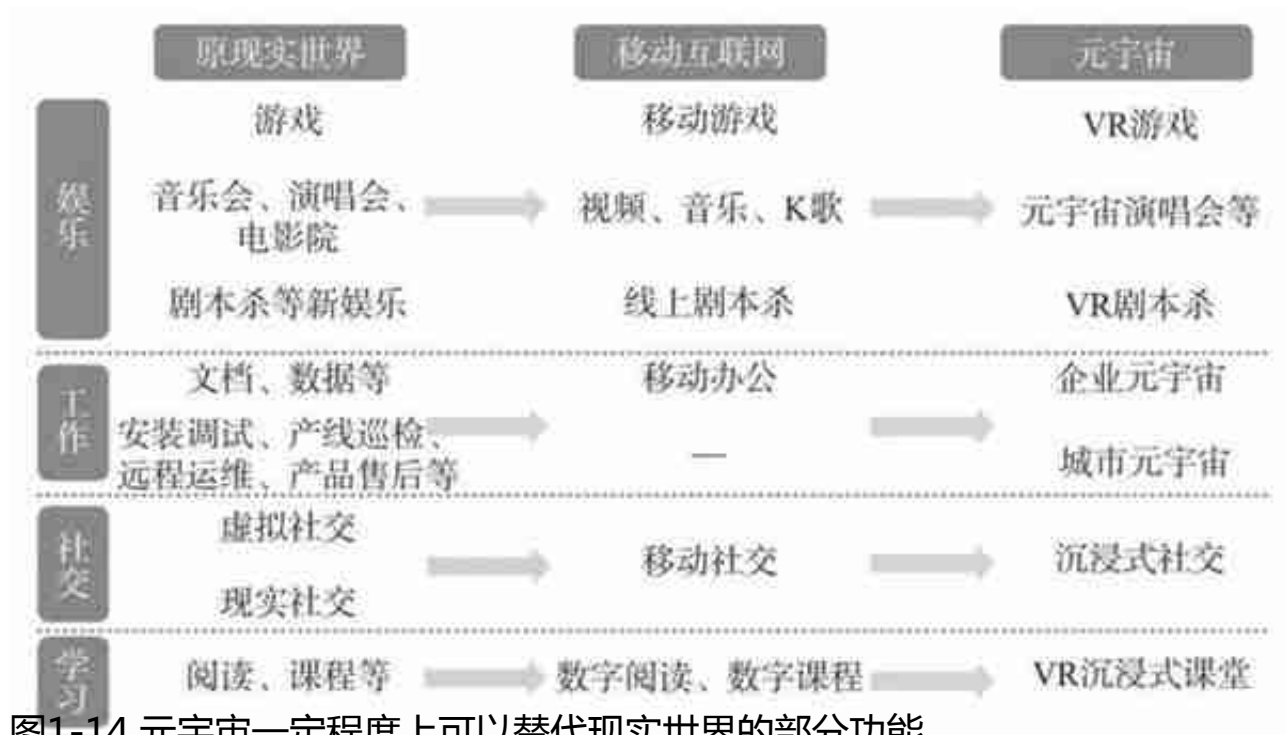 原现实世界 移动互联网 元宇宙
娱乐
游戏 移动游戏 VR游戏
音乐会、演唱会、
电影院
视频、音乐、K歌 元宇宙演唱会等
剧本杀等新娱乐 线上剧本杀 VR剧本杀
工作
文档、数据等 移动办公 企业元宇宙
安装调试、产线巡检、
远程运维、产品售后等
— 城市元宇宙
社交
虚拟社交
现实社交
移动社交 沉浸式社交
学习
阅读、课程等 数字阅读、数字课程 VR沉浸式课堂
图1-14 元宇宙一定程度上可以替代现实世界的部分功能